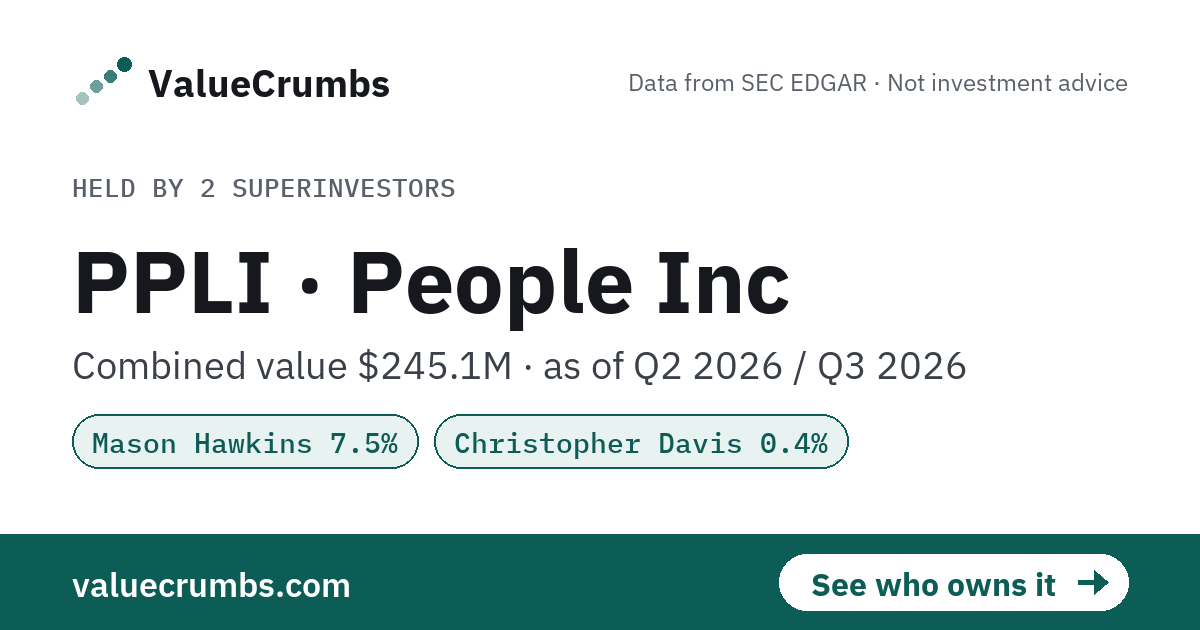 ValueCrumbs
Data from SEC EDGAR · Not investment advice
HELD BY 2 SUPERINVESTORS
PPLI · People Inc
Combined value $245.1M · as of Q2 2026 / Q3 2026
Mason Hawkins 7.5%
Christopher Davis 0.4%
valuecrumbs.com
See who owns it →